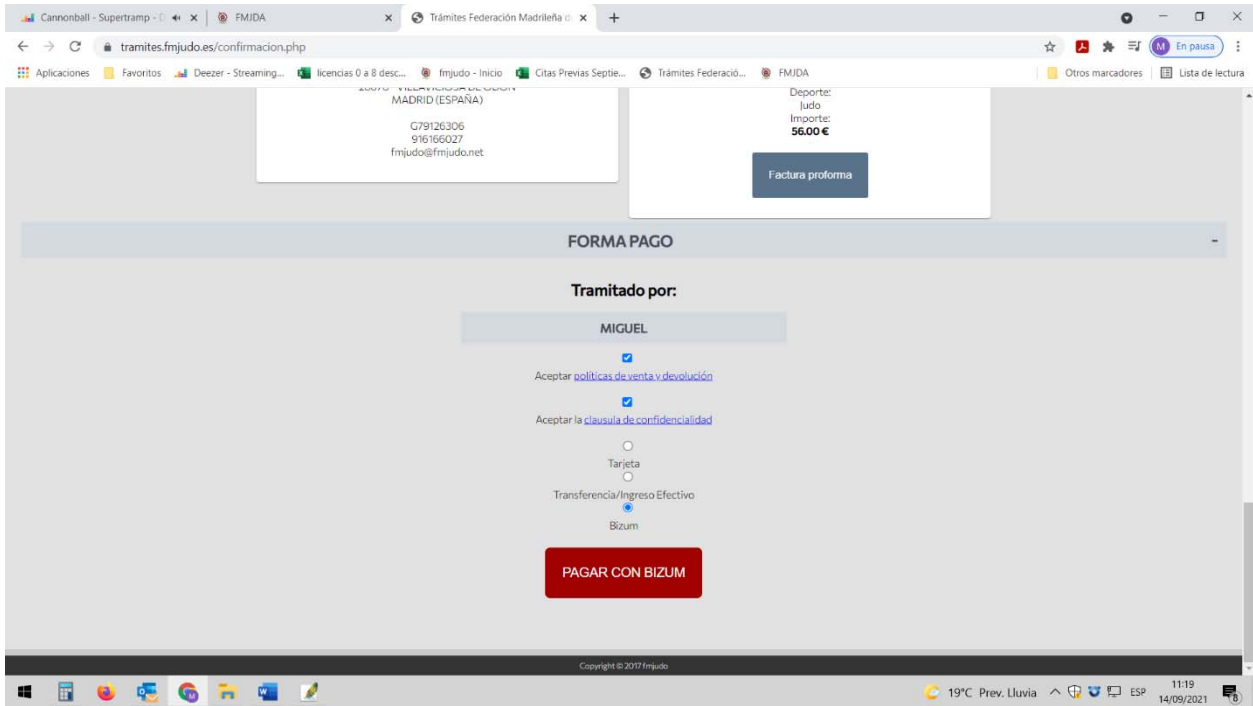 Cannonball - Supertramp - D
FMJDA
Trámites Federación Madrileña d
tramites.fmjudo.es/confirmacion.php
M En pausa
Aplicaciones Favoritos Deezer - Streaming... licencias 0 a 8 desc... fmjudo - Inicio Citas Previas Septie... Trámites Federació... FMJDA Otros marcadores Lista de lectura
MADRID (ESPAÑA)
G79126306
916166027
fmjudo@fmjudo.net
Deporte:
Judo
Importe:
56.00 €
Factura proforma
FORMA PAGO
-
Tramitado por:
MIGUEL
Aceptar políticas de venta y devolución
Aceptar la clausula de confidencialidad
Tarjeta
Transferencia/Ingreso Efectivo
Bizum
PAGAR CON BIZUM
Copyright © 2017 fmjudo
19°C Prev. Lluvia ESP 11:19
14/09/2021
8